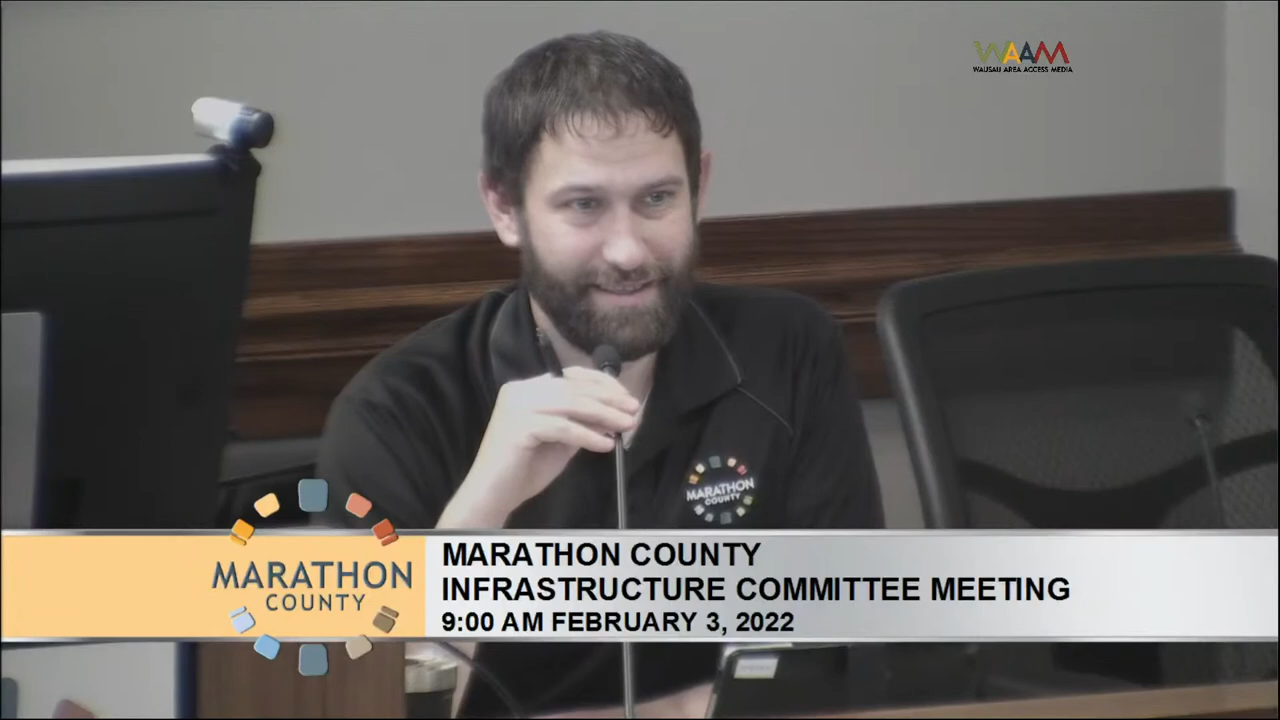 WAAM
WAUSAU AREA ACCESS MEDIA
MARATHON
COUNTY
MARATHON
COUNTY
MARATHON COUNTY
INFRASTRUCTURE COMMITTEE MEETING
9:00 AM FEBRUARY 3, 2022